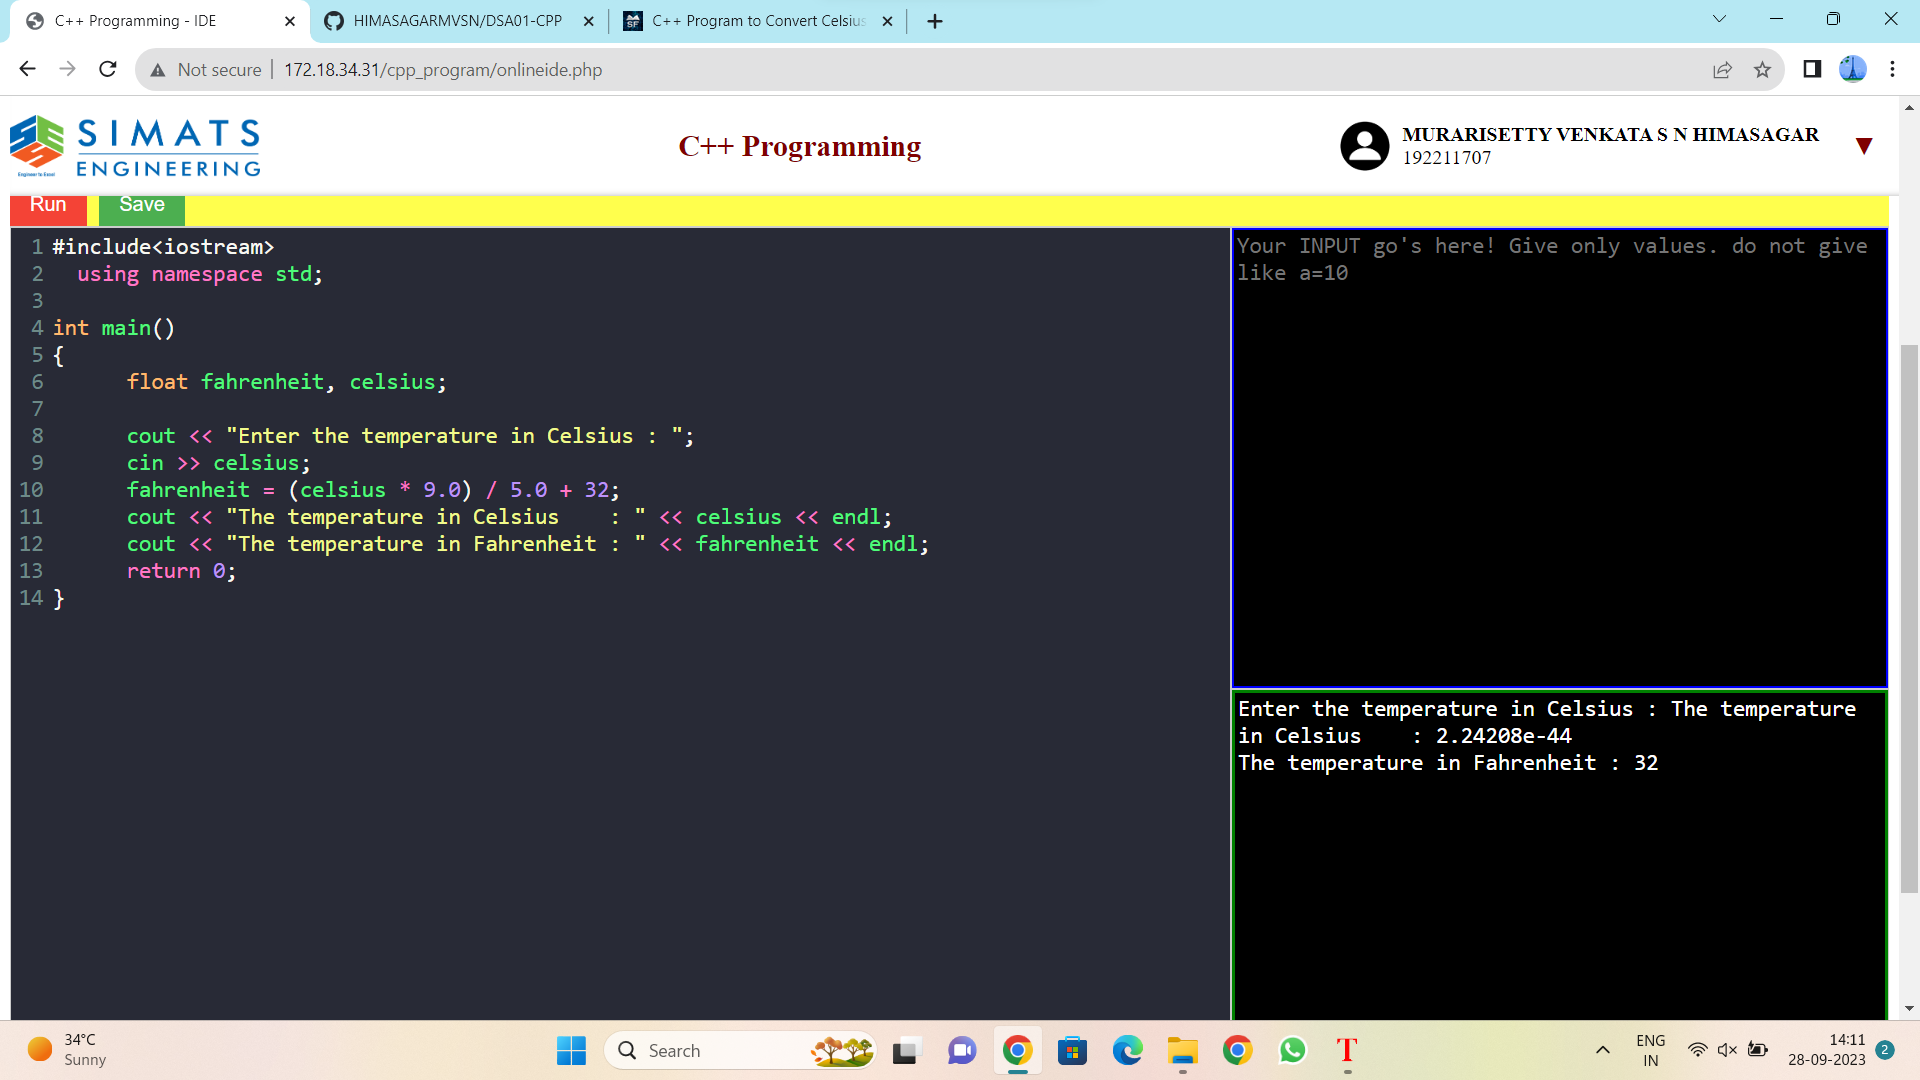 C++ Programming - IDE
HIMASAGARMVSN/DSA01-CPP
C++ Program to Convert Celsius
Not secure | 172.18.34.31/cpp_program/onlineide.php
SIMATS
ENGINEERING
Engineer to Excel
C++ Programming
MURARISETTY VENKATA S N HIMASAGAR
192211707
Run Save
1 #include<iostream>
2 using namespace std;
3
4 int main()
5 {
6 float fahrenheit, celsius;
7
8 cout << "Enter the temperature in Celsius : ";
9 cin >> celsius;
10 fahrenheit = (celsius * 9.0) / 5.0 + 32;
11 cout << "The temperature in Celsius    : " << celsius << endl;
12 cout << "The temperature in Fahrenheit : " << fahrenheit << endl;
13 return 0;
14 }
Your INPUT go's here! Give only values. do not give
like a=10
Enter the temperature in Celsius : The temperature
in Celsius    : 2.24208e-44
The temperature in Fahrenheit : 32
34°C
Sunny
Search
T
ENG
IN
14:11
28-09-2023
2